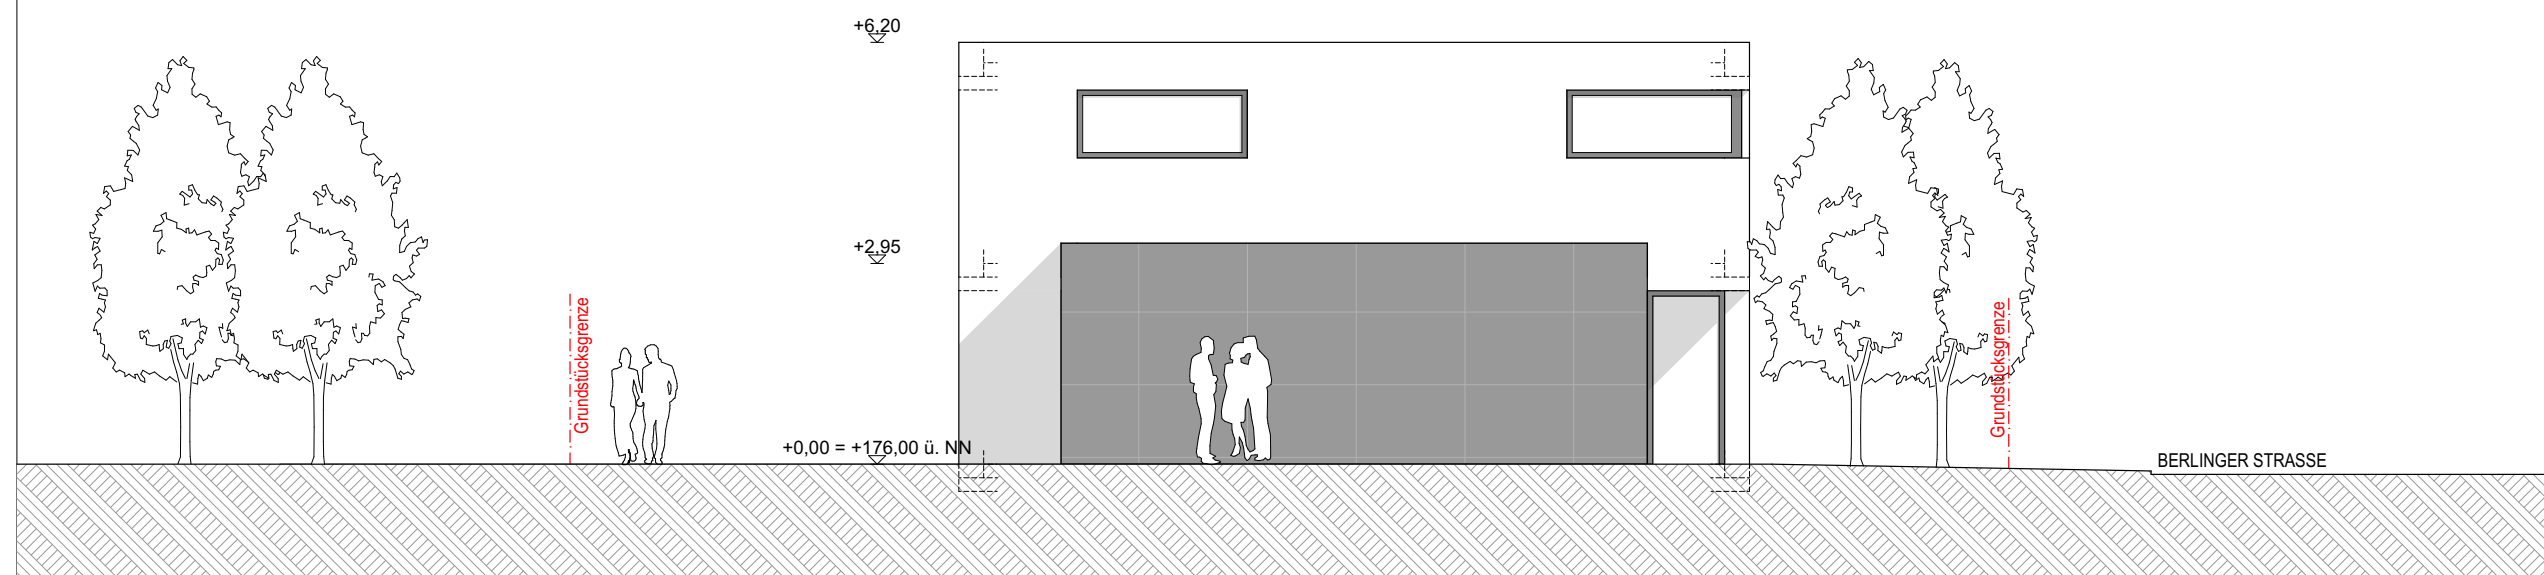 +6,20
+2,95
Grundstücksgrenze
Grundstücksgrenze
+0,00 = +176,00 ü. NN
BERLINGER STRASSE